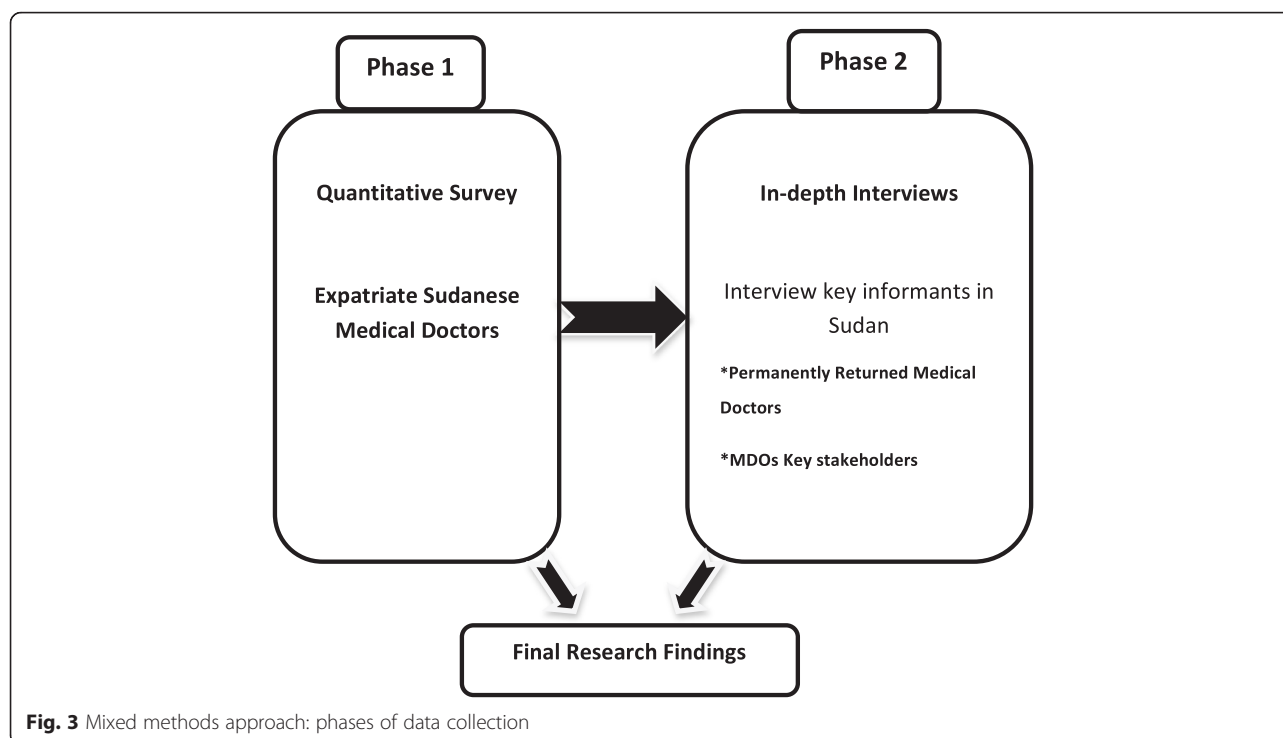 Phase 1
Quantitative Survey
Expatriate Sudanese
Medical Doctors
Phase 2
In-depth Interviews
Interview key informants in
Sudan
*Permanently Returned Medical
Doctors
*MDOs Key stakeholders
Final Research Findings
Fig. 3 Mixed methods approach: phases of data collection